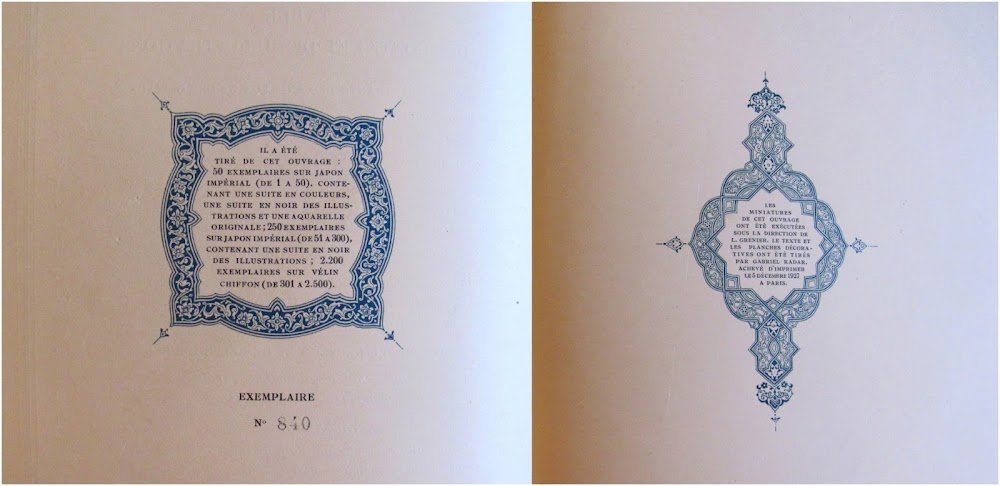 IL A ÉTÉ
TIRÉ DE CET OUVRAGE :
50 EXEMPLAIRES SUR JAPON
IMPÉRIAL (DE 1 A 50), CONTE-
NANT UNE SUITE EN COULEURS,
UNE SUITE EN NOIR DES ILLUS-
TRATIONS ET UNE AQUARELLE
ORIGINALE ; 250 EXEMPLAIRES
SUR JAPON IMPÉRIAL (DE 51 A 300),
CONTENANT UNE SUITE EN NOIR
DES ILLUSTRATIONS ; 2.200
EXEMPLAIRES SUR VÉLIN
CHIFFON (DE 301 A 2.500).
EXEMPLAIRE
No 840
LES
MINIATURES
DE CET OUVRAGE
ONT ÉTÉ EXÉCUTÉES
SOUS LA DIRECTION DE
L. GRENIER. LE TEXTE ET
LES PLANCHES DÉCORA-
TIVES ONT ÉTÉ TIRÉS
PAR GABRIEL KADAR.
ACHEVÉ D'IMPRIMER
LE 5 DÉCEMBRE 1927
A PARIS.